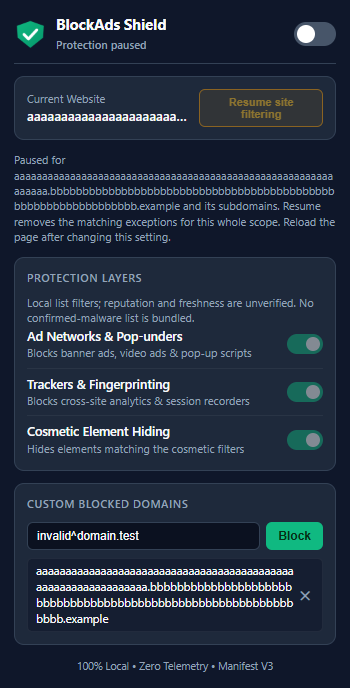 BlockAds Shield
Protection paused
Current Website
aaaaaaaaaaaaaaaaaaaaaa...
Resume site
filtering
Paused for
aaaaaaaaaaaaaaaaaaaaaaaaaaaaaaaaaaaaaaaaaaaaaaaaaaaaaaaaa
aaaaaa.bbbbbbbbbbbbbbbbbbbbbbbbbbbbbbbbbbbbbbbbbbbb
bbbbbbbbbbbbbbbbbbb.example and its subdomains. Resume
removes the matching exceptions for this whole scope. Reload the
page after changing this setting.
PROTECTION LAYERS
Local list filters; reputation and freshness are unverified. No
confirmed-malware list is bundled.
Ad Networks & Pop-unders
Blocks banner ads, video ads & pop-up scripts
Trackers & Fingerprinting
Blocks cross-site analytics & session recorders
Cosmetic Element Hiding
Hides elements matching the cosmetic filters
CUSTOM BLOCKED DOMAINS
invalid^domain.test
Block
aaaaaaaaaaaaaaaaaaaaaaaaaaaaaaaaaaaaaaaaaaa
aaaaaaaaaaaaaaaaaaaa.bbbbbbbbbbbbbbbbbbbbb
bbbbbbbbbbbbbbbbbbbbbbbbbbbbbbbbbbbbbb
bbbb.example
✕
100% Local • Zero Telemetry • Manifest V3